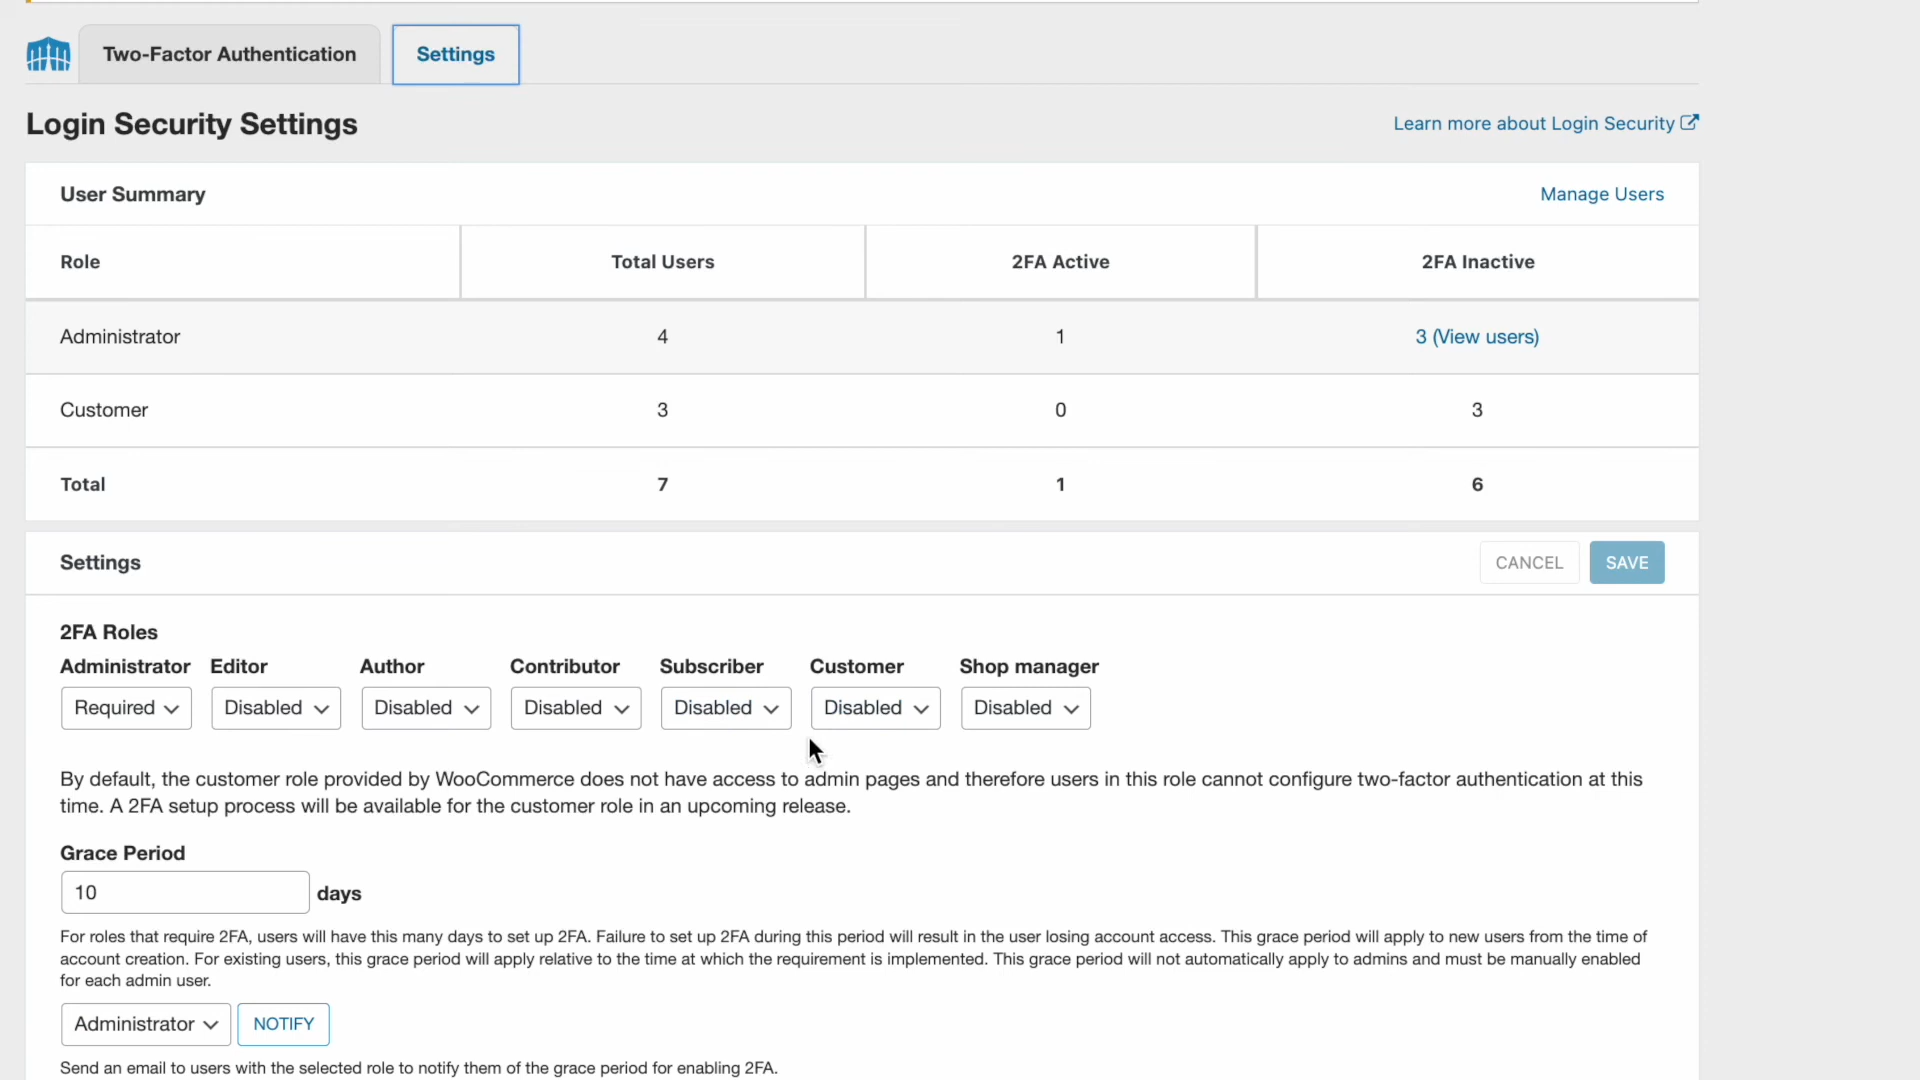 Two-Factor Authentication
Settings
Login Security Settings
Learn more about Login Security
User Summary
Manage Users
Role Total Users 2FA Active 2FA Inactive
Administrator 4 1 3 (View users)
Customer 3 0 3
Total 7 1 6
Settings
CANCEL SAVE
2FA Roles
Administrator Editor Author Contributor Subscriber Customer Shop manager
Required Disabled Disabled Disabled Disabled Disabled Disabled
By default, the customer role provided by WooCommerce does not have access to admin pages and therefore users in this role cannot configure two-factor authentication at this
time. A 2FA setup process will be available for the customer role in an upcoming release.
Grace Period
10 days
For roles that require 2FA, users will have this many days to set up 2FA. Failure to set up 2FA during this period will result in the user losing account access. This grace period will apply to new users from the time of
account creation. For existing users, this grace period will apply relative to the time at which the requirement is implemented. This grace period will not automatically apply to admins and must be manually enabled
for each admin user.
Administrator NOTIFY
Send an email to users with the selected role to notify them of the grace period for enabling 2FA.